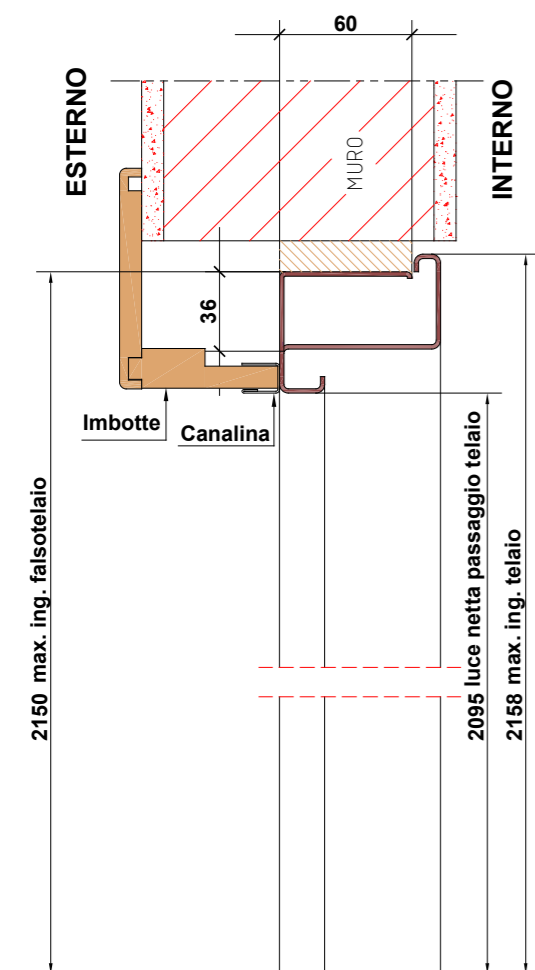 60
ESTERNO
INTERNO
MURO
36
Imbotte
Canalina
2150 max. ing. falsotelaio
2095 luce netta passaggio telaio
2158 max. ing. telaio